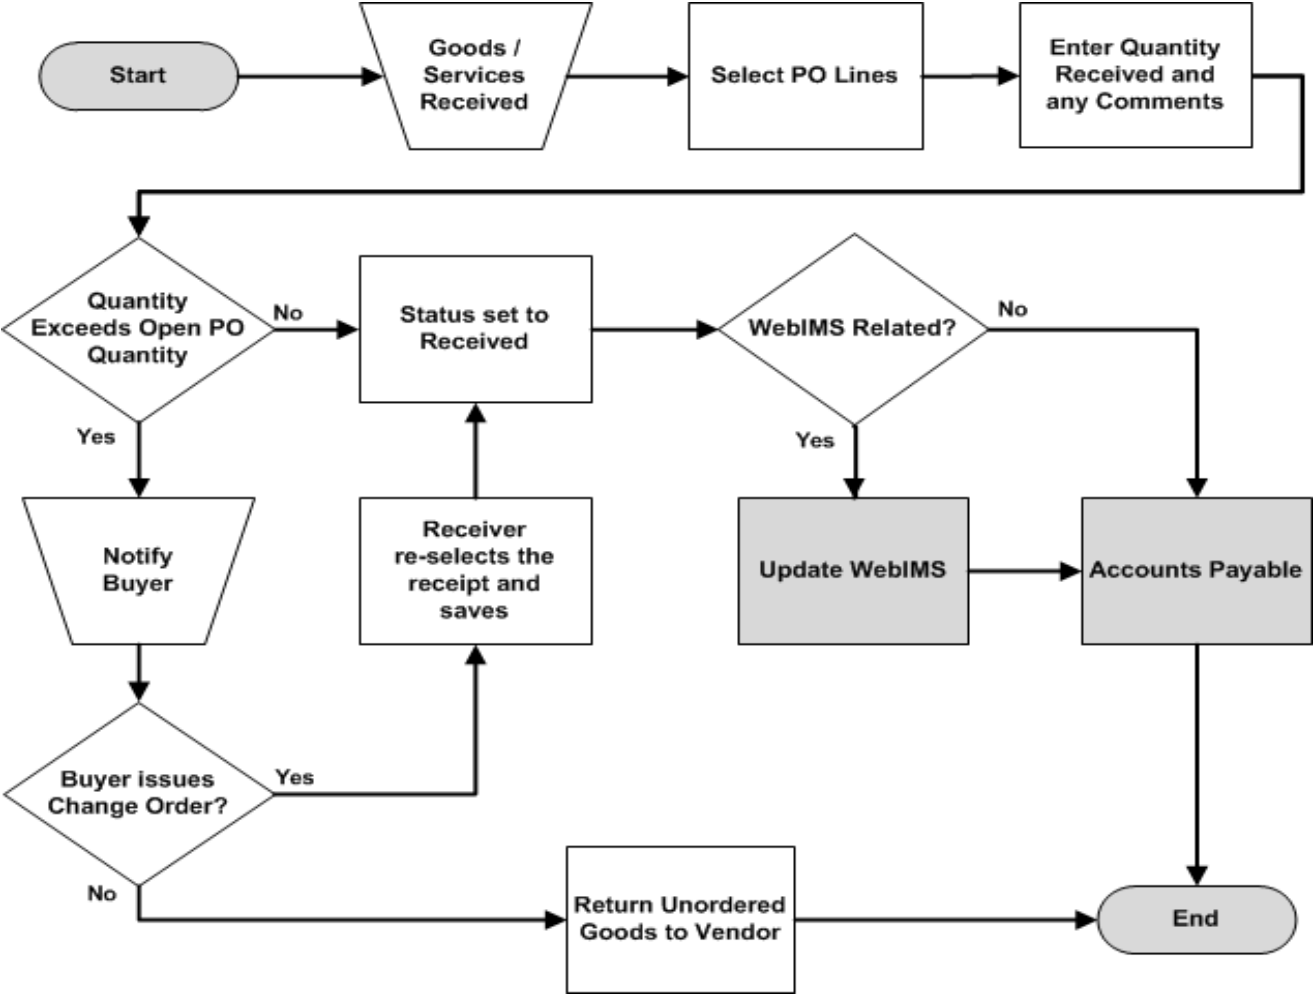 Start
Goods /
Services
Received
Select PO Lines
Enter Quantity
Received and
any Comments
Quantity
Exceeds Open PO
Quantity
No
Status set to
Received
WebIMS Related?
No
Yes
Yes
Notify
Buyer
Receiver
re-selects the
receipt and
saves
Update WebIMS
Accounts Payable
Buyer issues
Change Order?
Yes
No
Return Unordered
Goods to Vendor
End